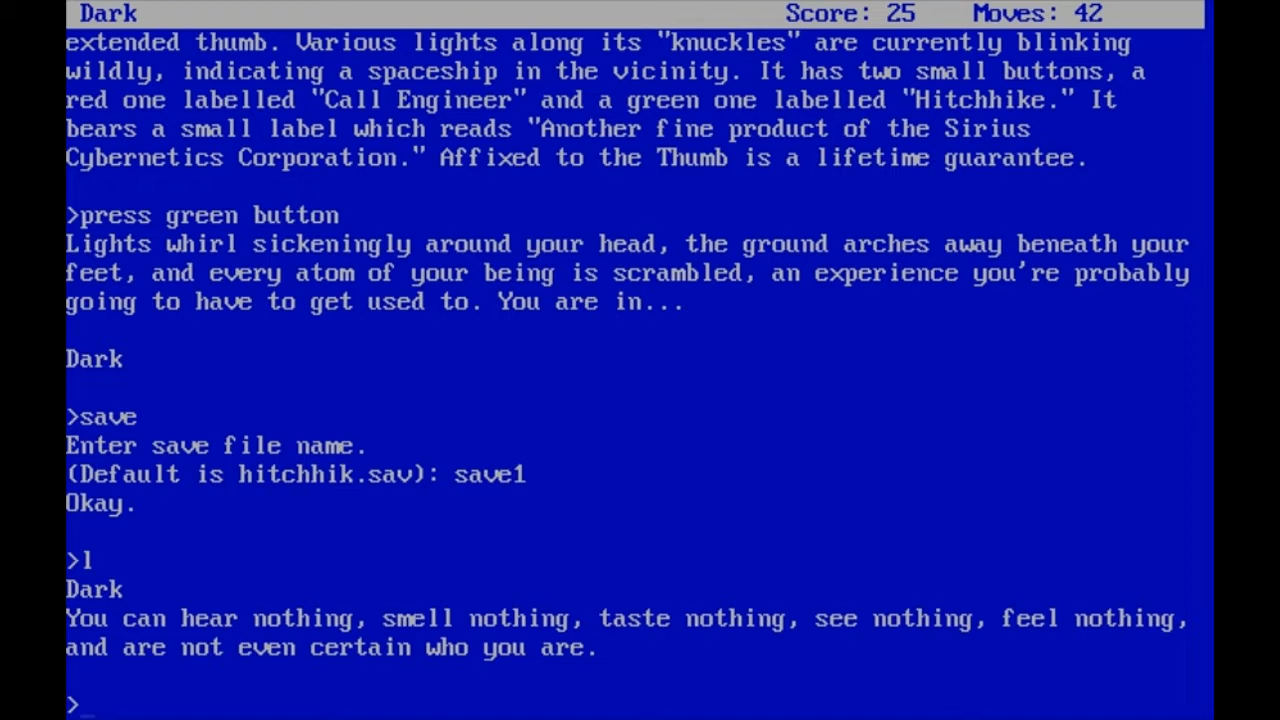 Dark Score: 25 Moves: 42
extended thumb. Various lights along its "knuckles" are currently blinking
wildly, indicating a spaceship in the vicinity. It has two small buttons, a
red one labelled "Call Engineer" and a green one labelled "Hitchhike." It
bears a small label which reads "Another fine product of the Sirius
Cybernetics Corporation." Affixed to the Thumb is a lifetime guarantee.
>press green button
Lights whirl sickeningly around your head, the ground arches away beneath your
feet, and every atom of your being is scrambled, an experience you're probably
going to have to get used to. You are in...
Dark
>save
Enter save file name.
(Default is hitchhik.sav): save1
Okay.
>l
Dark
You can hear nothing, smell nothing, taste nothing, see nothing, feel nothing,
and are not even certain who you are.
>_